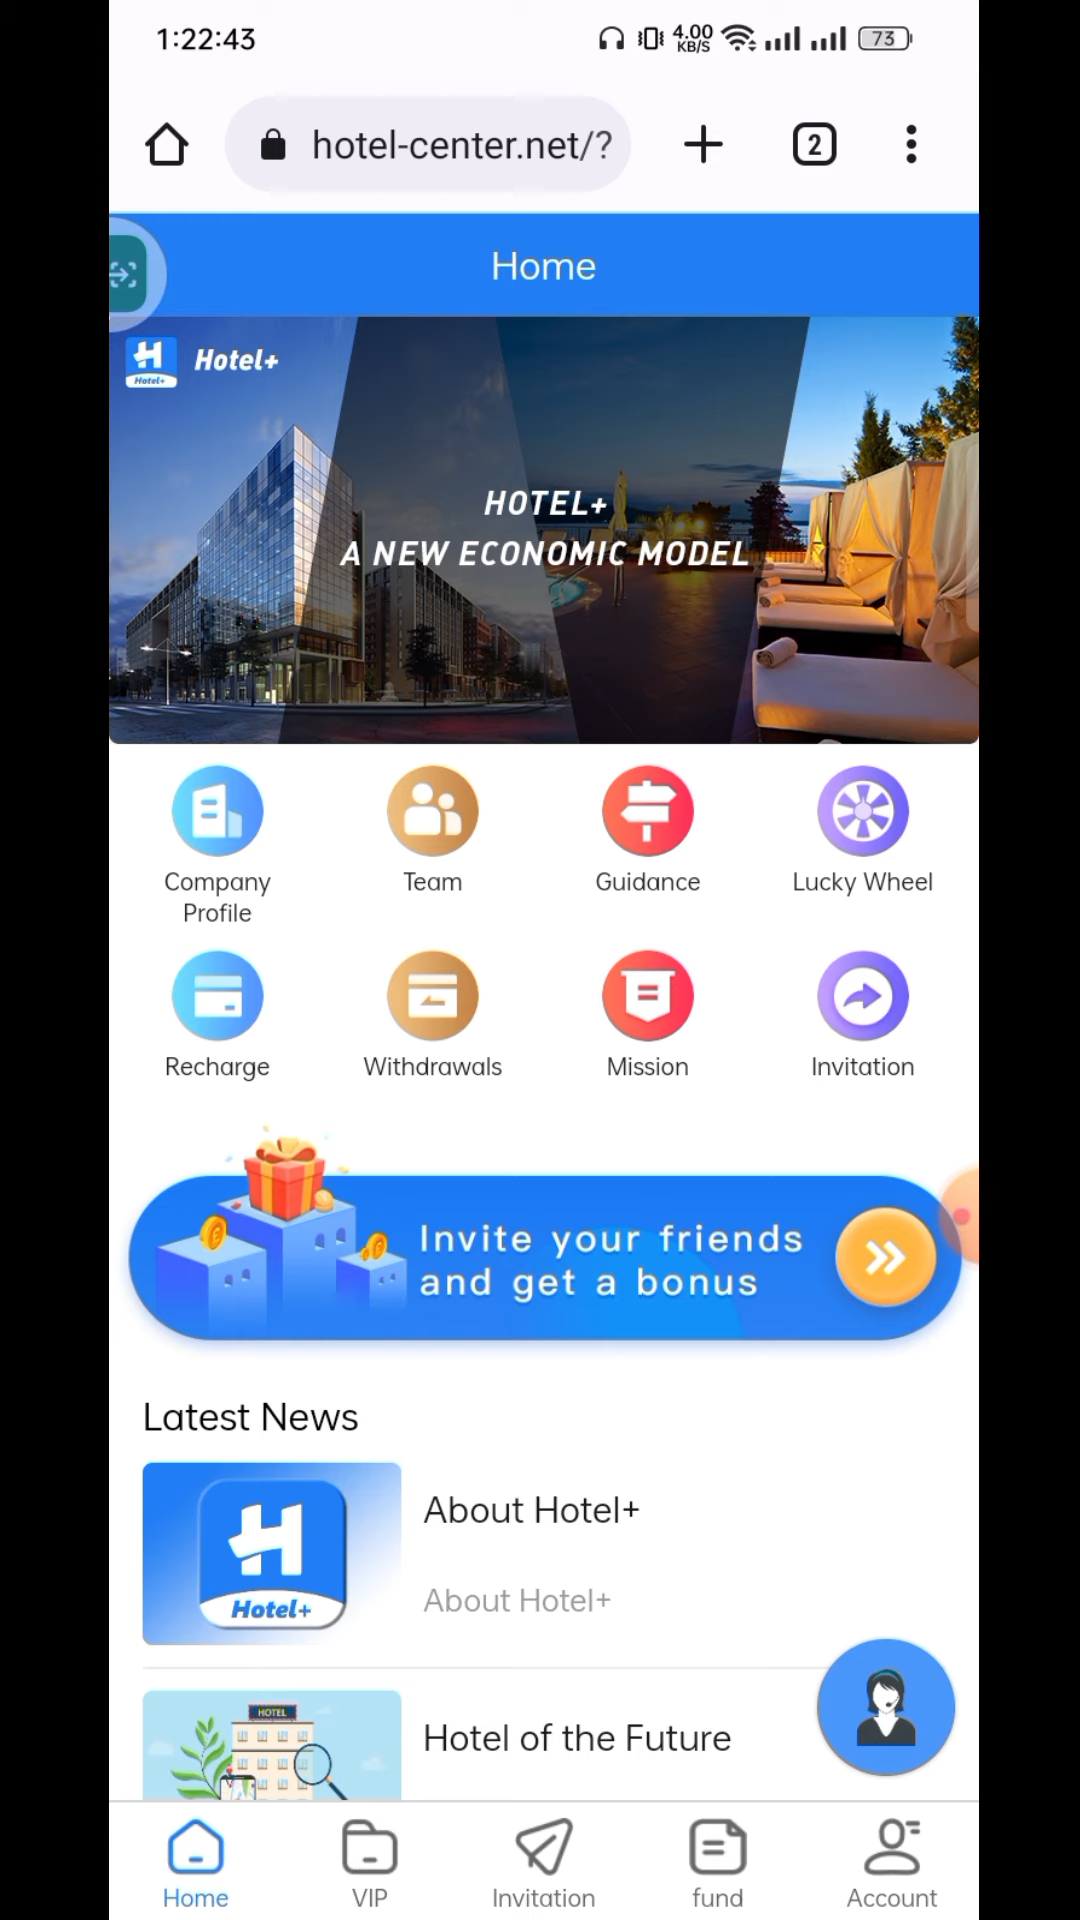 1:22:43
4.00
KB/S
73
hotel-center.net/?
2
Home
Hotel+
Hotel+
HOTEL+
A NEW ECONOMIC MODEL
Company
Profile
Team
Guidance
Lucky Wheel
Recharge
Withdrawals
Mission
Invitation
Invite your friends
and get a bonus
Latest News
Hotel+
About Hotel+
About Hotel+
HOTEL
Hotel of the Future
Home
VIP
Invitation
fund
Account